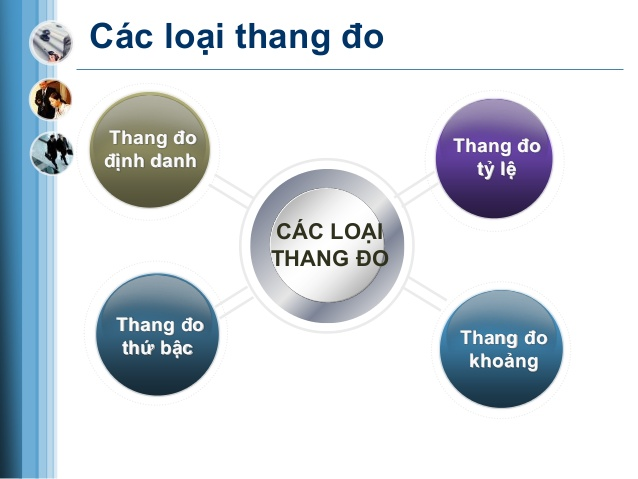 Các loại thang đo
Thang đo
định danh
Thang đo
tỷ lệ
CÁC LOẠI
THANG ĐO
Thang đo
thứ bậc
Thang đo
khoảng